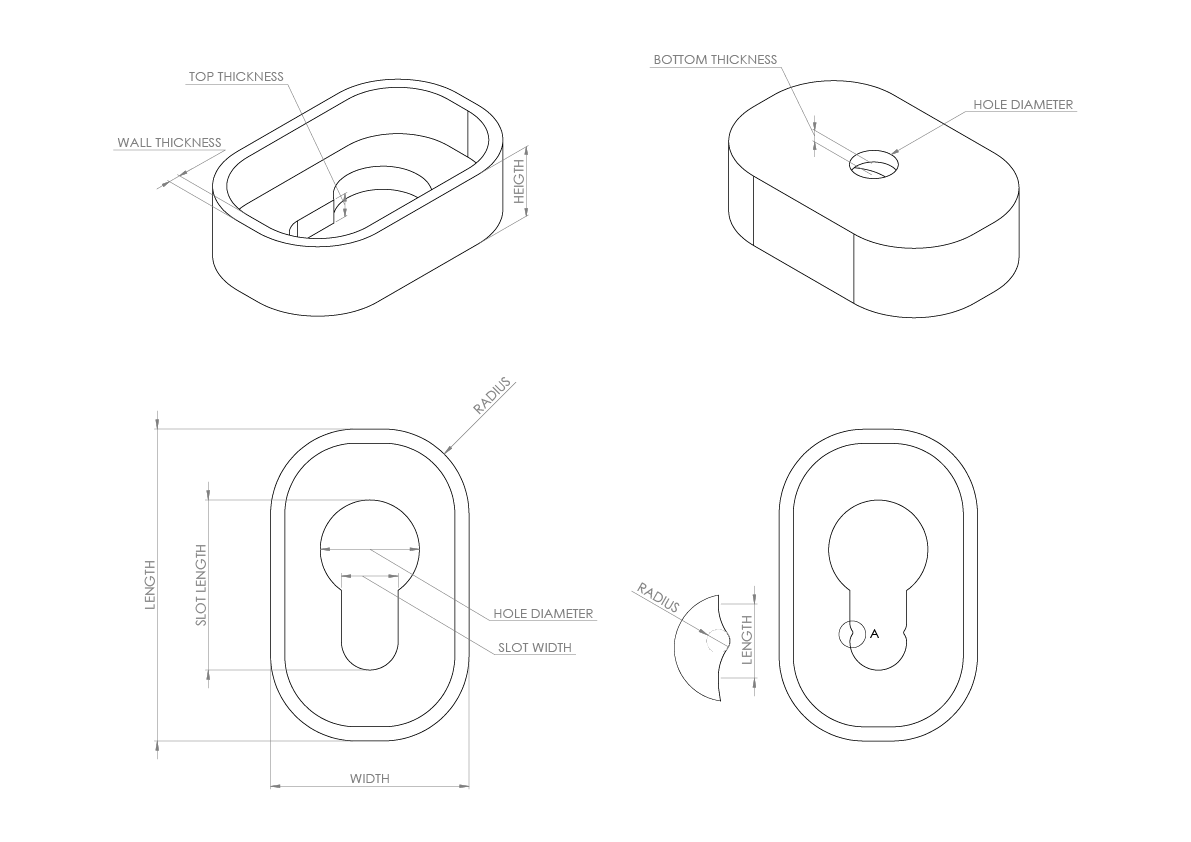 BOTTOM THICKNESS
TOP THICKNESS
HOLE DIAMETER
WALL THICKNESS
HEIGTH
RADIUS
LENGTH
SLOT LENGTH
HOLE DIAMETER
SLOT WIDTH
WIDTH
RADIUS
LENGTH
A